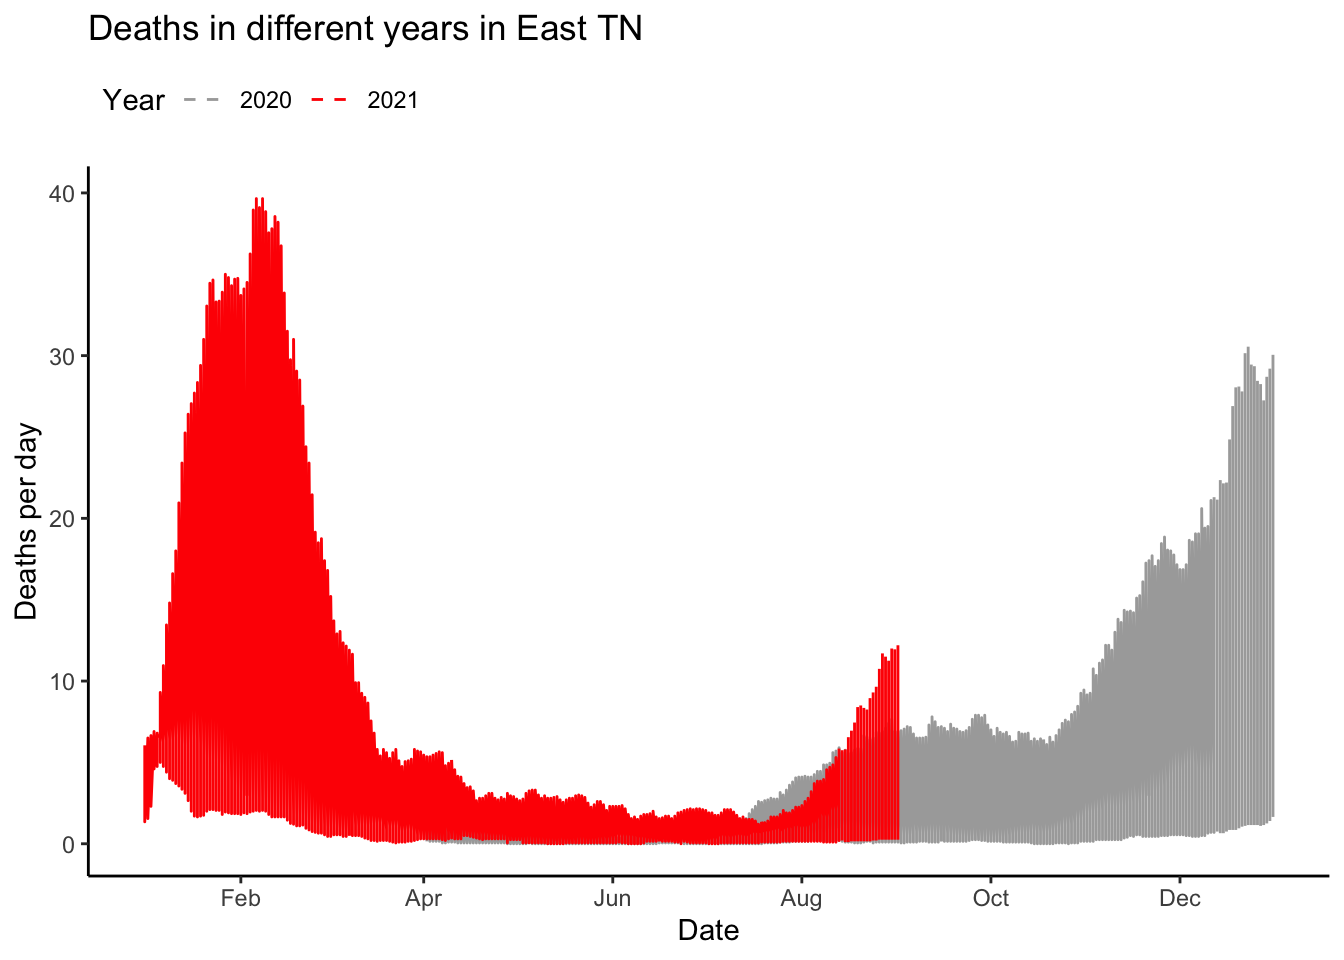 Deaths in different years in East TN
Year 2020 2021
Deaths per day
40
30
20
10
0
Feb Apr Jun Aug Oct Dec
Date